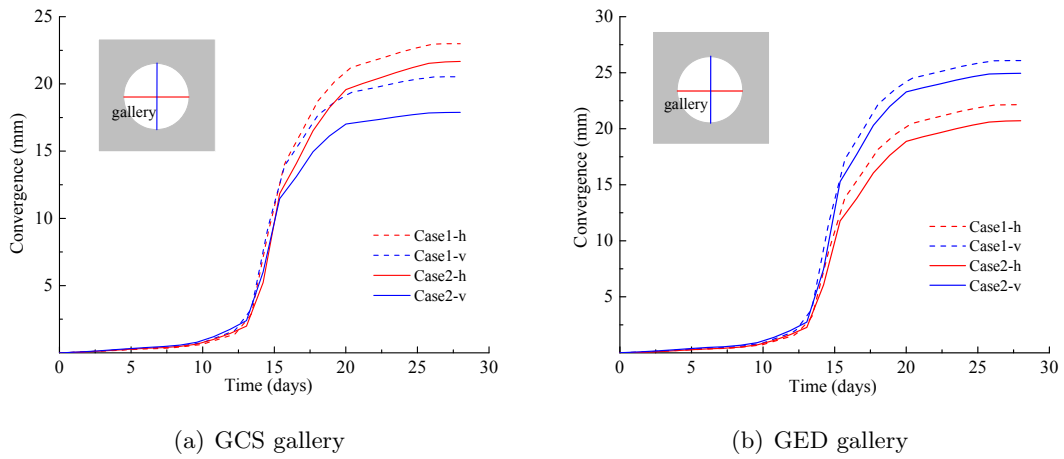 25
20
15
10
5
0
0 5 10 15 20 25 30
Convergence (mm)
Time (days)
gallery
Case1-h
Case1-v
Case2-h
Case2-v
(a) GCS gallery
30
25
20
15
10
5
0
0 5 10 15 20 25 30
Convergence (mm)
Time (days)
gallery
Case1-h
Case1-v
Case2-h
Case2-v
(b) GED gallery